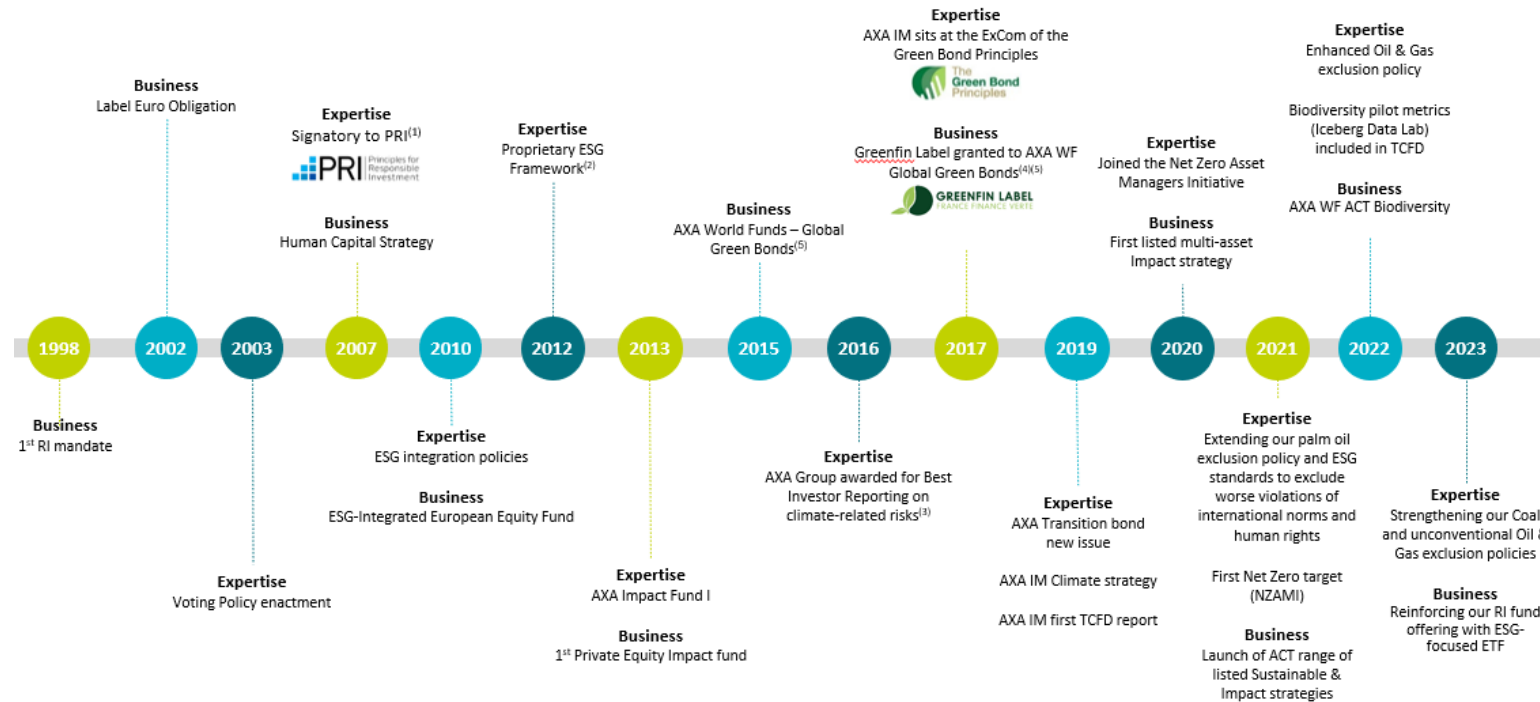 Business
Label Euro Obligation
Expertise
Signatory to PRI(1)
PRI Principles for
Responsible
Investment
Business
Human Capital Strategy
Expertise
Proprietary ESG
Framework(2)
Business
AXA World Funds – Global
Green Bonds(5)
Expertise
AXA IM sits at the ExCom of the
Green Bond Principles
The
Green Bond
Principles
Business
Greenfin Label granted to AXA WF
Global Green Bonds(4)(5)
GREENFIN LABEL
FRANCE FINANCE VERTE
Expertise
Joined the Net Zero Asset
Managers Initiative
Business
First listed multi-asset
Impact strategy
Expertise
Enhanced Oil & Gas
exclusion policy
Biodiversity pilot metrics
(Iceberg Data Lab)
included in TCFD
Business
AXA WF ACT Biodiversity
1998
2002
2003
2007
2010
2012
2013
2015
2016
2017
2019
2020
2021
2022
2023
Business
1st RI mandate
Expertise
Voting Policy enactment
Expertise
ESG integration policies
Business
ESG-Integrated European Equity Fund
Expertise
AXA Impact Fund I
Business
1st Private Equity Impact fund
Expertise
AXA Group awarded for Best
Investor Reporting on
climate-related risks(3)
Expertise
AXA Transition bond
new issue
AXA IM Climate strategy
AXA IM first TCFD report
Expertise
Extending our palm oil
exclusion policy and ESG
standards to exclude
worse violations of
international norms and
human rights
First Net Zero target
(NZAMI)
Business
Launch of ACT range of
listed Sustainable &
Impact strategies
Expertise
Strengthening our Coal
and unconventional Oil &
Gas exclusion policies
Business
Reinforcing our RI fund
offering with ESG-
focused ETF